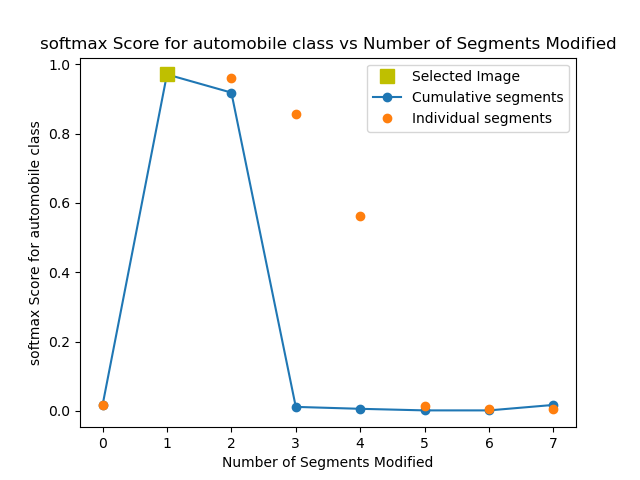 softmax Score for automobile class vs Number of Segments Modified
Selected Image
Cumulative segments
Individual segments
softmax Score for automobile class
1.0
0.8
0.6
0.4
0.2
0.0
0 1 2 3 4 5 6 7
Number of Segments Modified